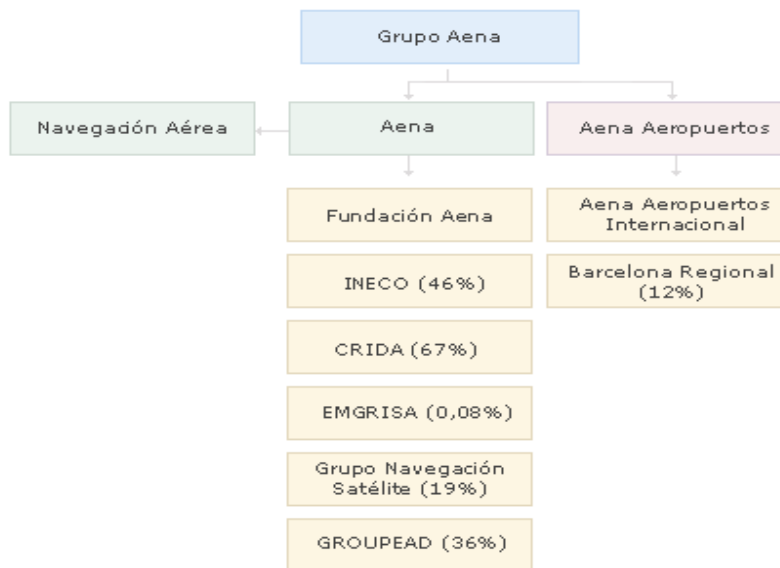 Grupo Aena
Navegación Aérea
Aena
Aena Aeropuertos
Fundación Aena
INECO (46%)
CRIDA (67%)
EMGRISA (0,08%)
Grupo Navegación
Satélite (19%)
GROUPEAD (36%)
Aena Aeropuertos
Internacional
Barcelona Regional
(12%)